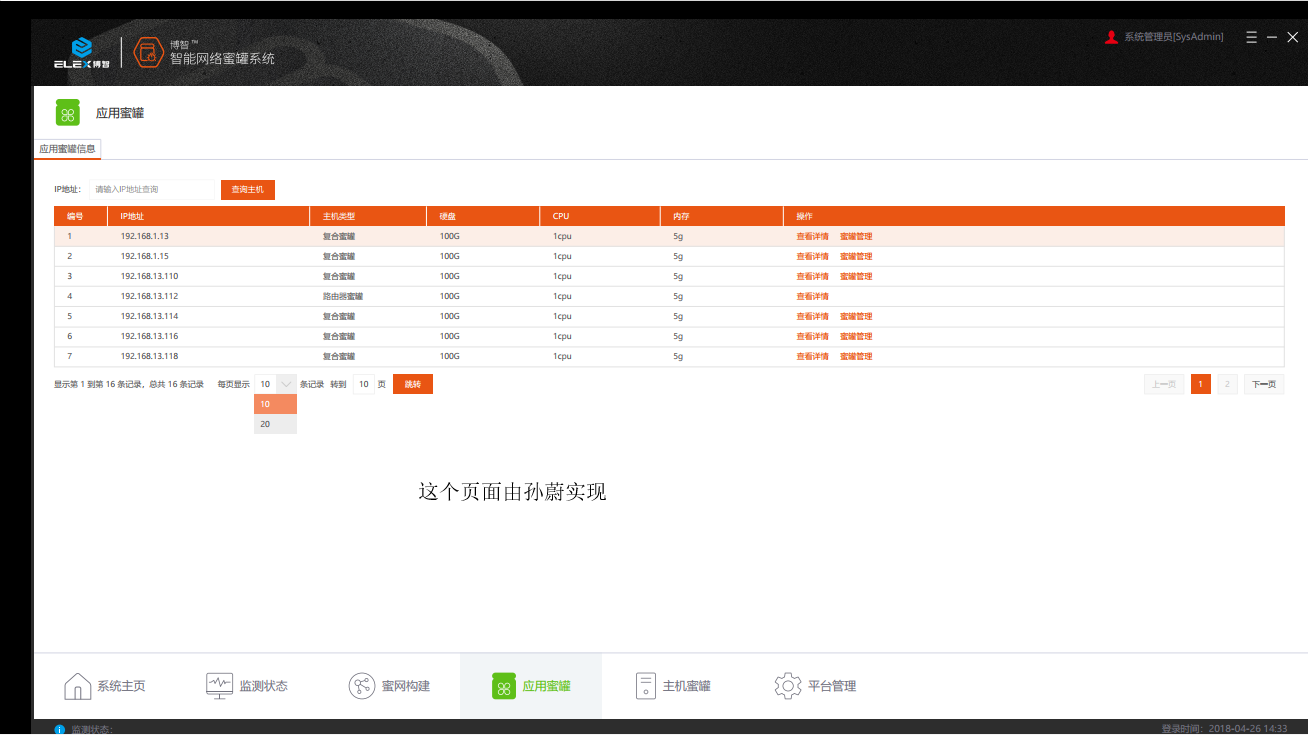 博智™
ELEX博智 智能网络蜜罐系统 系统管理员[SysAdmin]
应用蜜罐
应用蜜罐信息
IP地址： 请输入IP地址查询 查询主机
编号 IP地址 主机类型 硬盘 CPU 内存 操作
1 192.168.1.13 复合蜜罐 100G 1cpu 5g 查看详情 蜜罐管理
2 192.168.1.15 复合蜜罐 100G 1cpu 5g 查看详情 蜜罐管理
3 192.168.13.110 复合蜜罐 100G 1cpu 5g 查看详情 蜜罐管理
4 192.168.13.112 路由器蜜罐 100G 1cpu 5g 查看详情
5 192.168.13.114 复合蜜罐 100G 1cpu 5g 查看详情 蜜罐管理
6 192.168.13.116 复合蜜罐 100G 1cpu 5g 查看详情 蜜罐管理
7 192.168.13.118 复合蜜罐 100G 1cpu 5g 查看详情 蜜罐管理
显示第 1 到第 16 条记录，总共 16 条记录 每页显示 10 条记录 转到 10 页 跳转 上一页 1 2 下一页
10
20
这个页面由孙蔚实现
系统主页 监测状态 蜜网构建 应用蜜罐 主机蜜罐 平台管理
监测状态: 登录时间: 2018-04-26 14:33